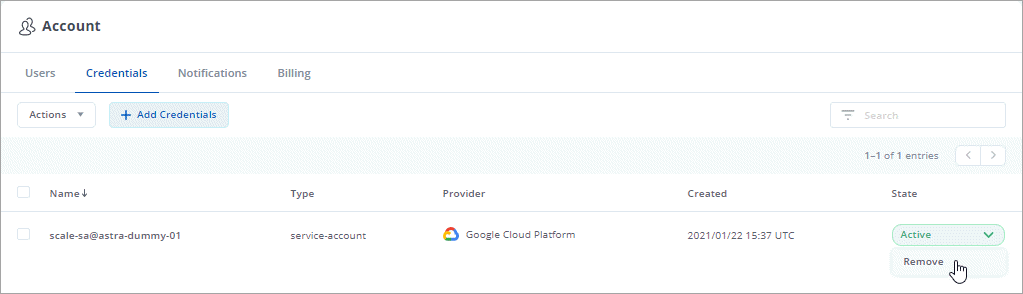 Account
Users Credentials Notifications Billing
Actions + Add Credentials Search
1–1 of 1 entries
Name↓ Type Provider Created State
scale-sa@astra-dummy-01 service-account Google Cloud Platform 2021/01/22 15:37 UTC Active
Remove